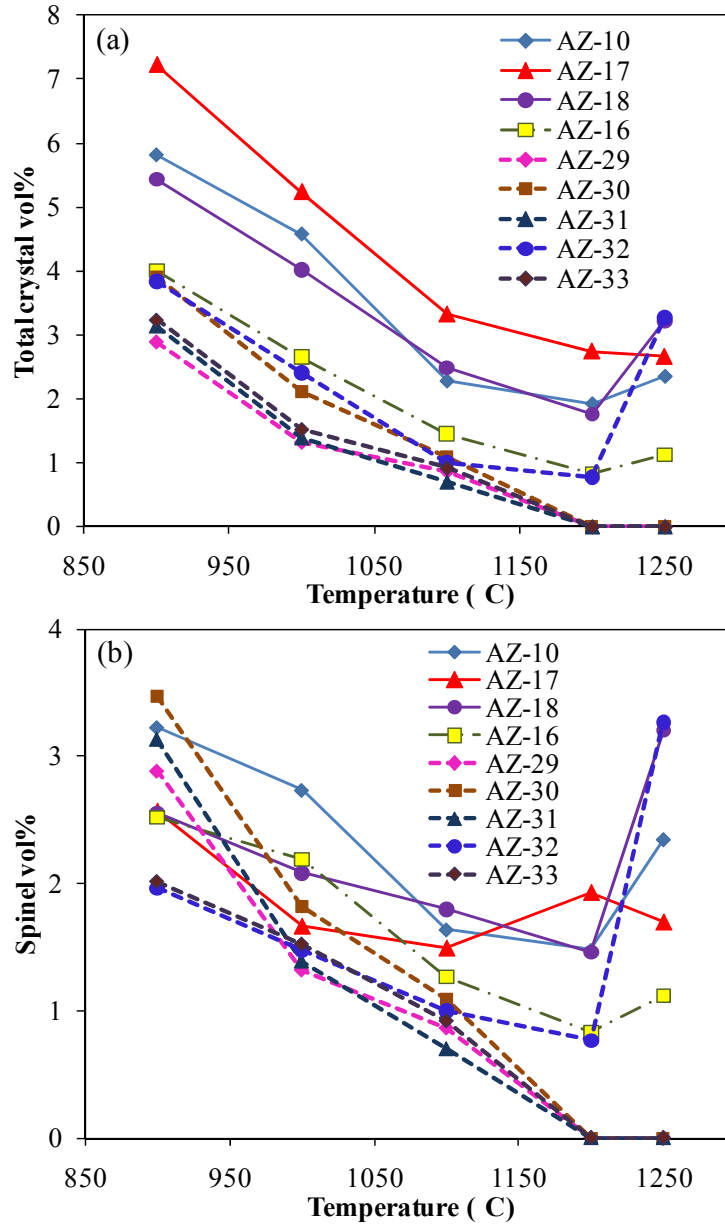 8
7
6
5
4
3
2
1
0
Total crystal vol%
(a)
AZ-10
AZ-17
AZ-18
AZ-16
AZ-29
AZ-30
AZ-31
AZ-32
AZ-33
850
950
1050
1150
1250
Temperature ( C)
4
3
2
1
0
Spinel vol%
(b)
AZ-10
AZ-17
AZ-18
AZ-16
AZ-29
AZ-30
AZ-31
AZ-32
AZ-33
850
950
1050
1150
1250
Temperature ( C)